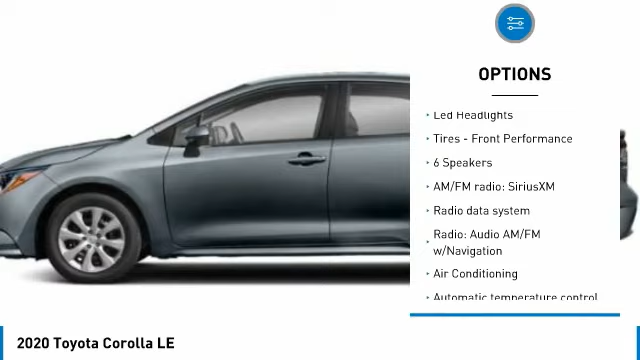 OPTIONS
Led Headlights
Tires - Front Performance
6 Speakers
AM/FM radio: SiriusXM
Radio data system
Radio: Audio AM/FM
w/Navigation
Air Conditioning
Automatic temperature control
2020 Toyota Corolla LE